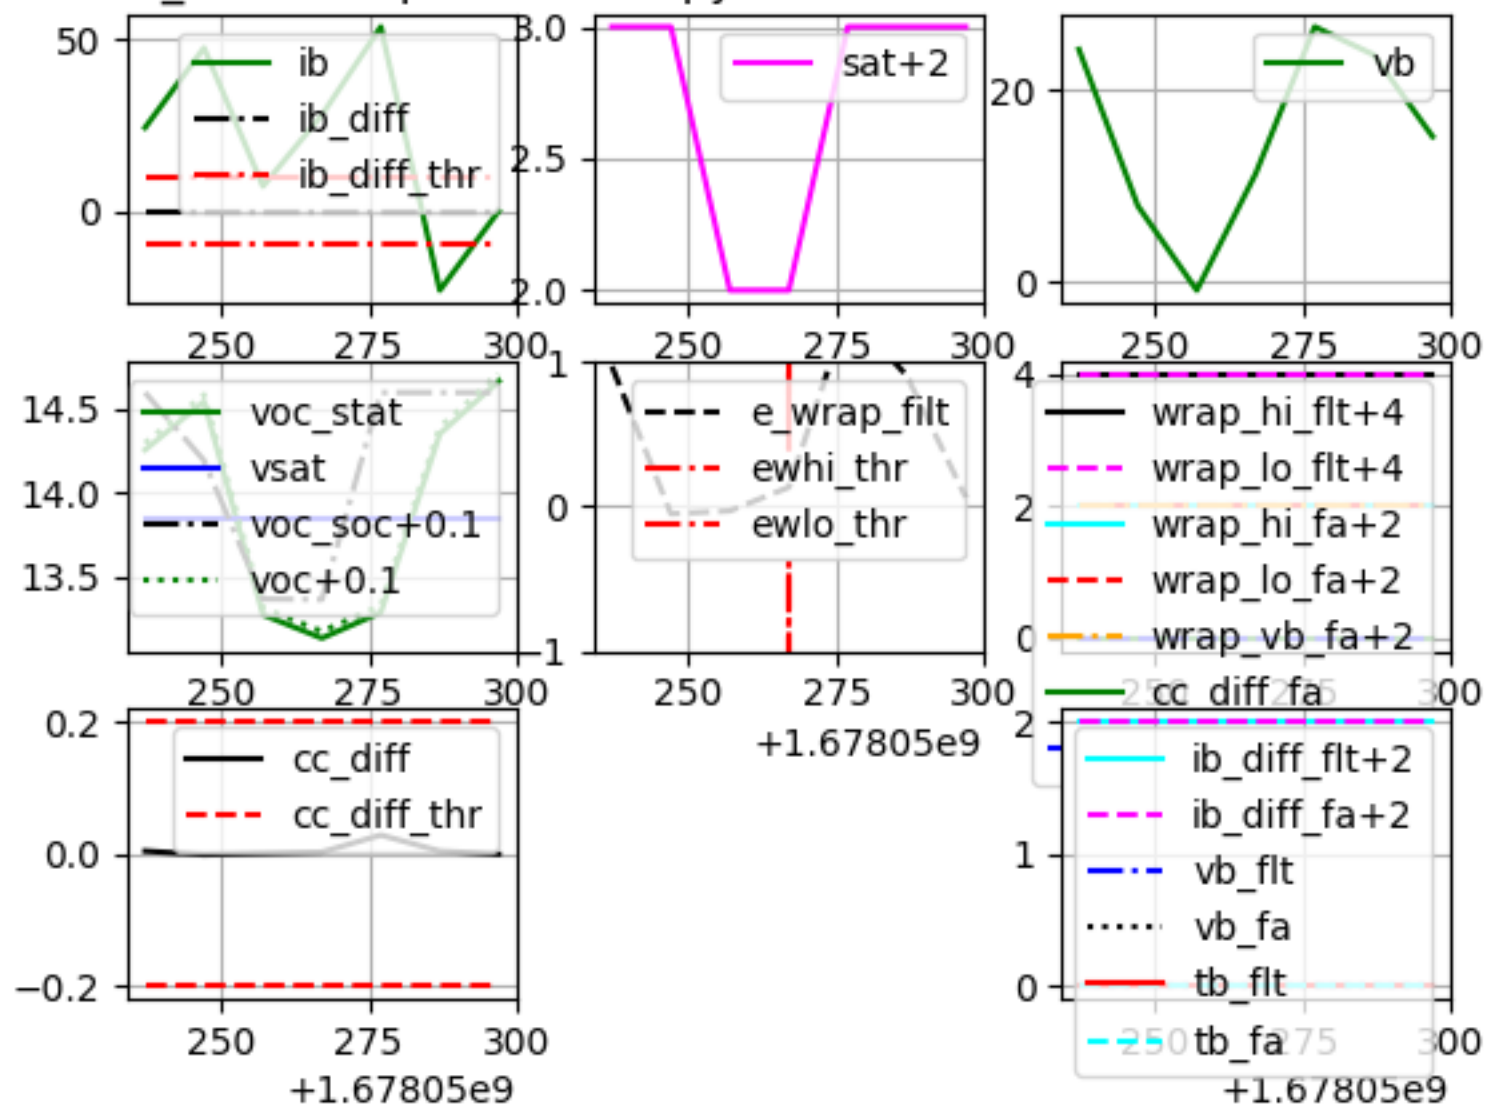 50
0
ib
ib_diff
ib_diff_thr
250 275 300
3.0
2.5
2.0
sat+2
250 275 300
20
0
vb
250 275 300
14.5
14.0
13.5
voc_stat
vsat
voc_soc+0.1
voc+0.1
250 275 300
1
0
−1
e_wrap_filt
ewhi_thr
ewlo_thr
250 275 300
+1.67805e9
4
2
0
wrap_hi_flt+4
wrap_lo_flt+4
wrap_hi_fa+2
wrap_lo_fa+2
wrap_vb_fa+2
cc_diff_fa
250 275 300
0.2
0.0
−0.2
cc_diff
cc_diff_thr
250 275 300
+1.67805e9
2
1
0
ib_diff_flt+2
ib_diff_fa+2
vb_flt
vb_fa
tb_flt
tb_fa
250 275 300
+1.67805e9